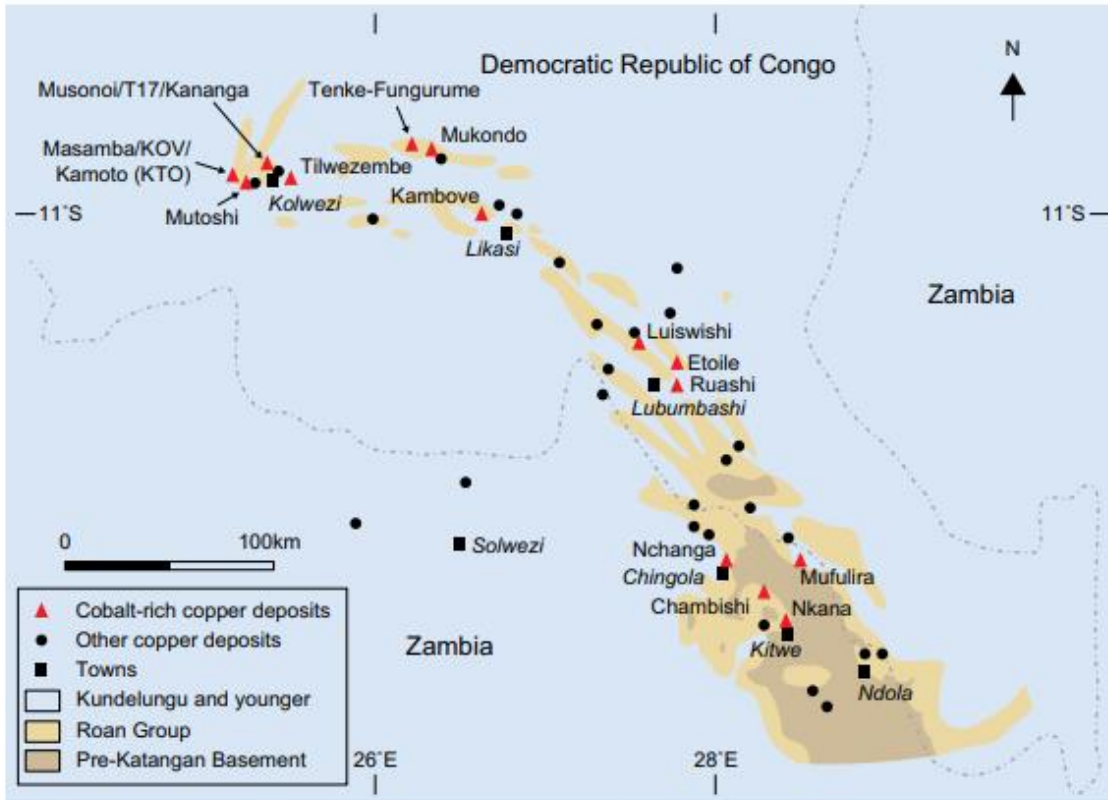 26˚E
28˚E
Democratic Republic of Congo
N
Musonoi/T17/Kananga
Tenke-Fungurume
Mukondo
Masamba/KOV/
Kamoto (KTO)
Tilwezembe
Kolwezi
Mutoshi
Kambove
Likasi
11˚S
11˚S
Zambia
Luiswishi
Etoile
Ruashi
Lubumbashi
0
100km
Solwezi
Nchanga
Chingola
Mufulira
Chambishi
Nkana
Kitwe
Ndola
Zambia
Cobalt-rich copper deposits
Other copper deposits
Towns
Kundelungu and younger
Roan Group
Pre-Katangan Basement